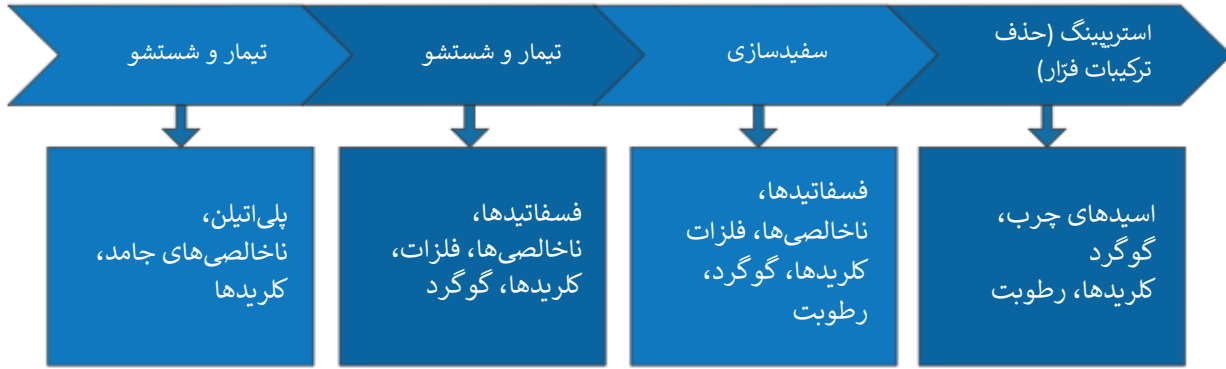 تیمار و شستشو
تیمار و شستشو
سفیدسازی
استریپینگ (حذف
ترکیبات فرّار)
پلی‌اتیلن،
ناخالصی‌های جامد،
کلریدها
فسفاتیدها،
ناخالصی‌ها، فلزات،
کلریدها، گوگرد
فسفاتیدها،
ناخالصی‌ها، فلزات
کلریدها، گوگرد،
رطوبت
اسیدهای چرب،
گوگرد
کلریدها، رطوبت